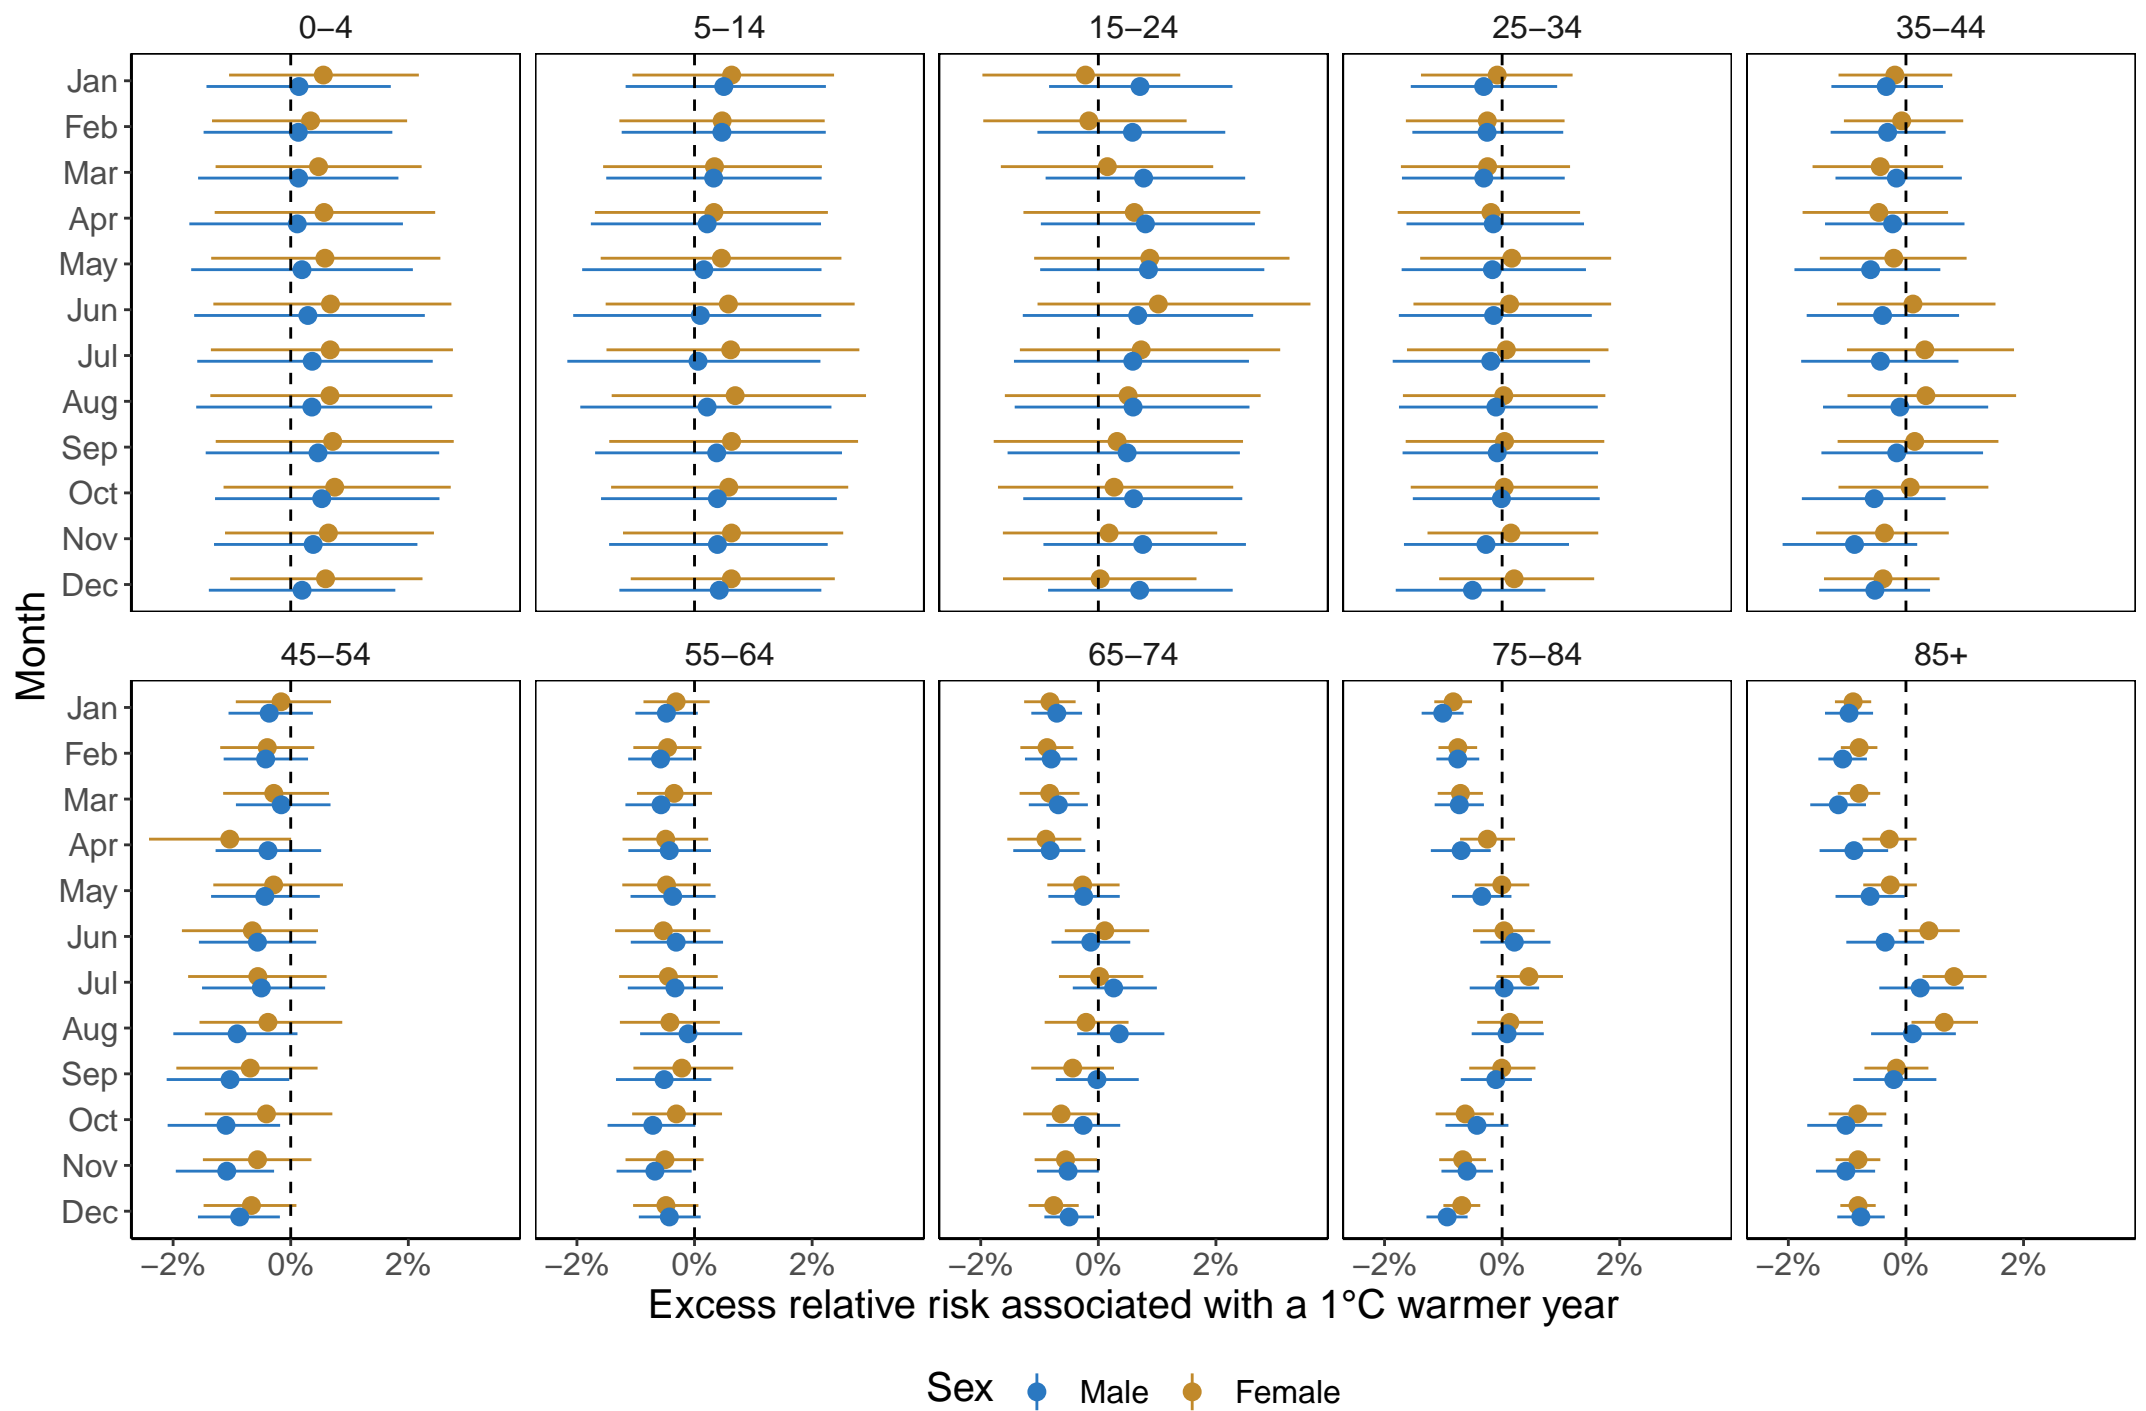 0–4 5–14 15–24 25–34 35–44
Jan
Feb
Mar
Apr
May
Jun
Jul
Aug
Sep
Oct
Nov
Dec
Month
45–54 55–64 65–74 75–84 85+
Jan
Feb
Mar
Apr
May
Jun
Jul
Aug
Sep
Oct
Nov
Dec
−2% 0% 2% −2% 0% 2% −2% 0% 2% −2% 0% 2% −2% 0% 2%
Excess relative risk associated with a 1°C warmer year
Sex Male Female